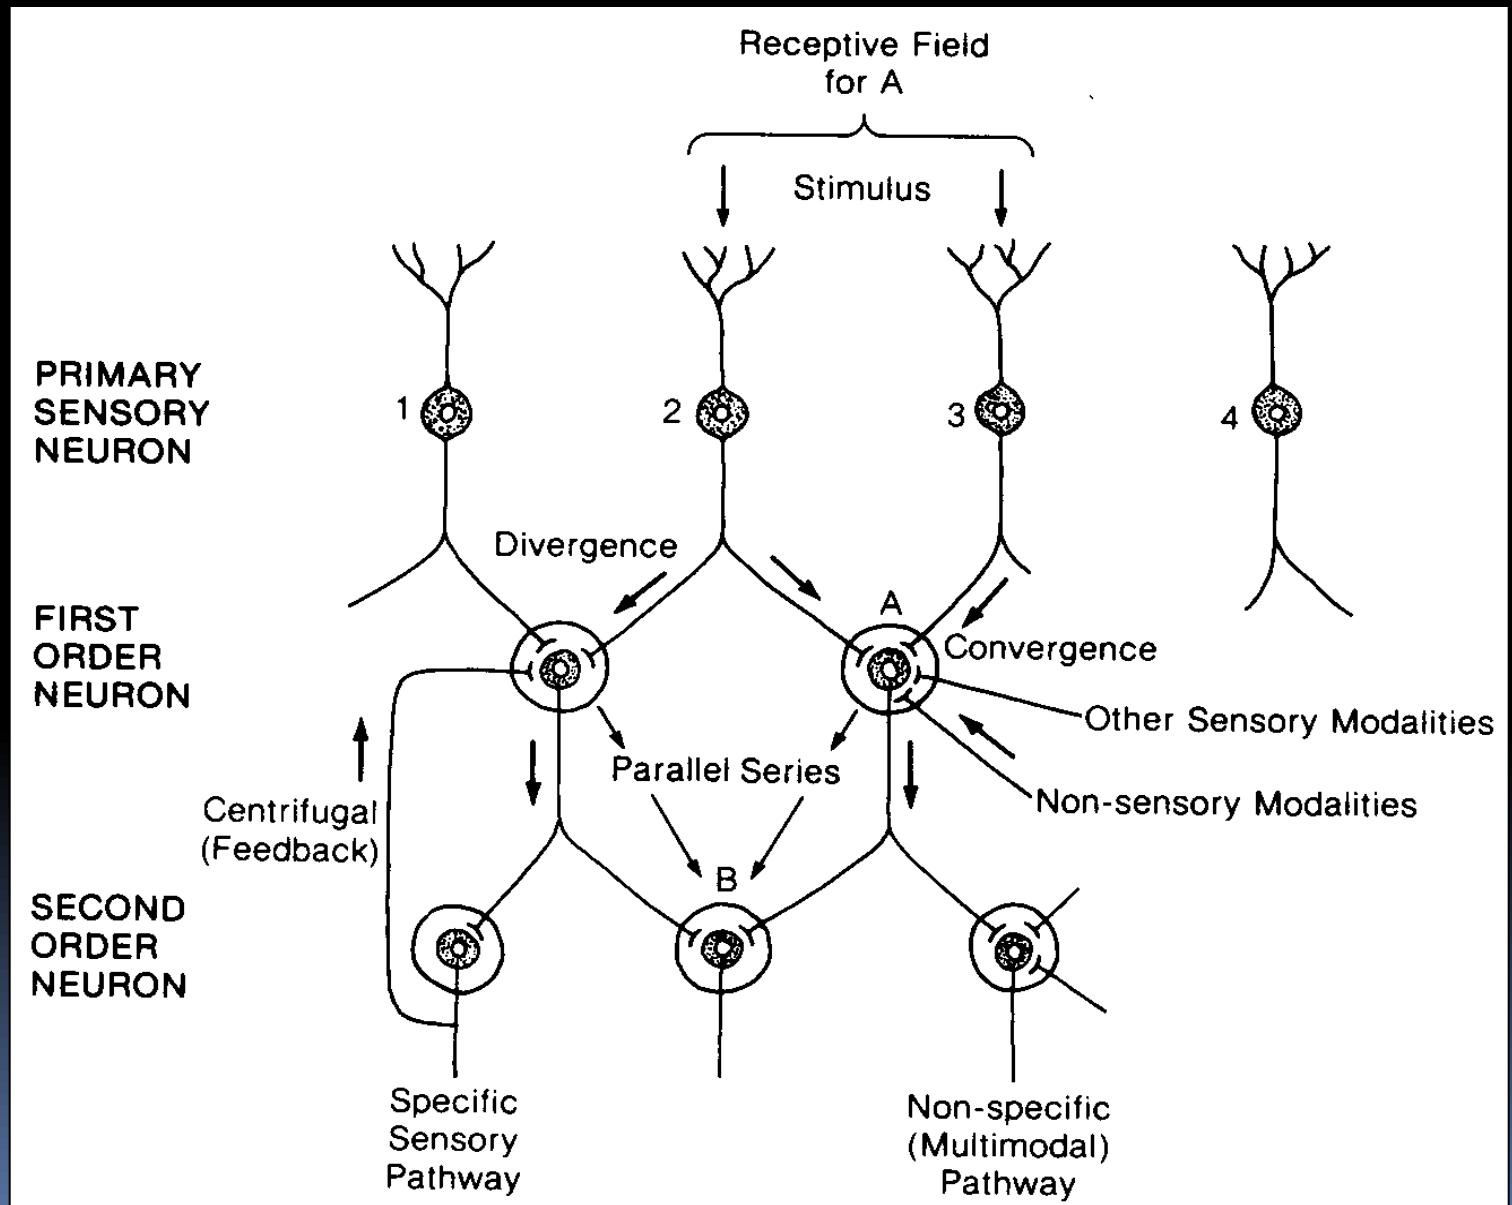 Receptive Field
for A
Stimulus
PRIMARY
SENSORY
NEURON
1
2
3
4
Divergence
A
FIRST
ORDER
NEURON
Convergence
Other Sensory Modalities
Parallel Series
Non-sensory Modalities
Centrifugal
(Feedback)
B
SECOND
ORDER
NEURON
Specific
Sensory
Pathway
Non-specific
(Multimodal)
Pathway